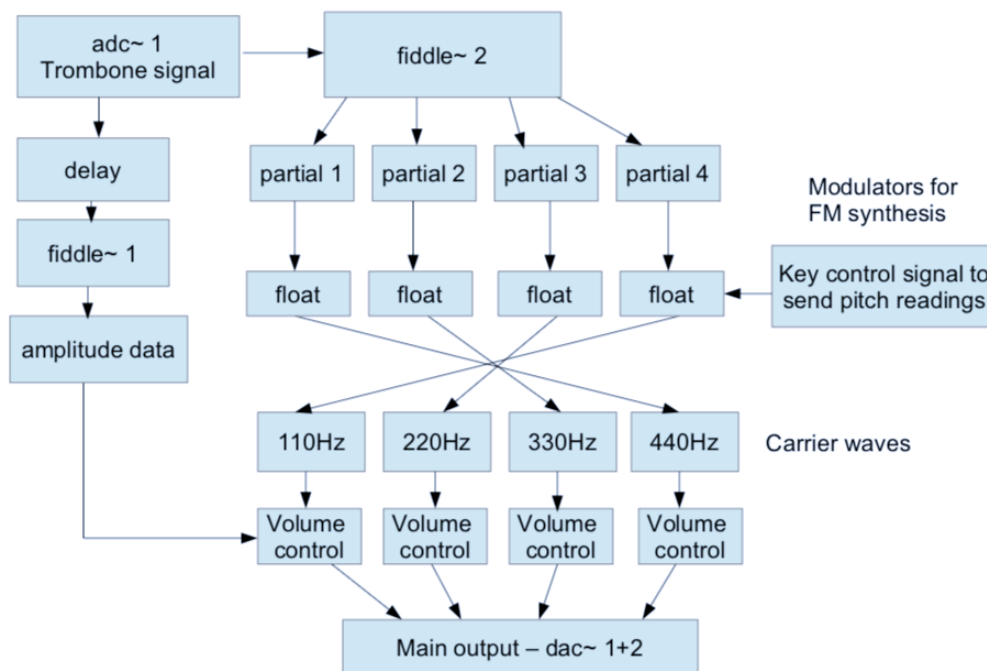 adc~ 1
Trombone signal
fiddle~ 2
delay
partial 1
partial 2
partial 3
partial 4
Modulators for
FM synthesis
fiddle~ 1
float
float
float
float
Key control signal to
send pitch readings
amplitude data
110Hz
220Hz
330Hz
440Hz
Carrier waves
Volume
control
Volume
control
Volume
control
Volume
control
Main output – dac~ 1+2